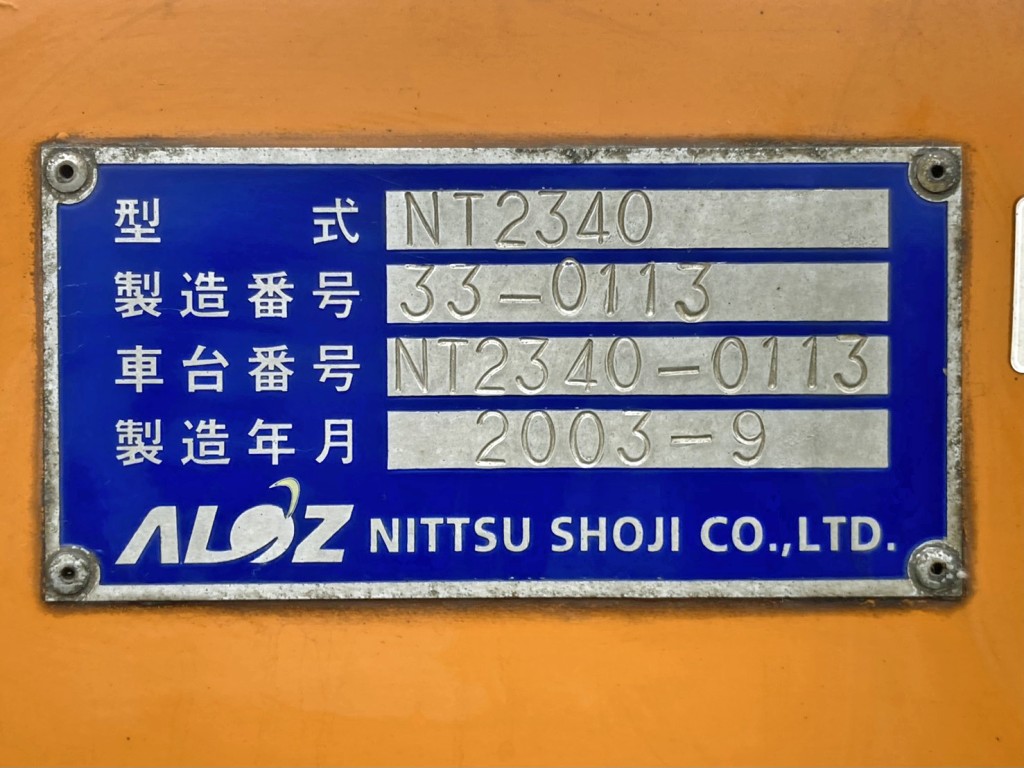 型式 NT2340
製造番号 33-0113
車台番号 NT2340-0113
製造年月 2003-9
ALOZ NITTSU SHOJI CO.,LTD.